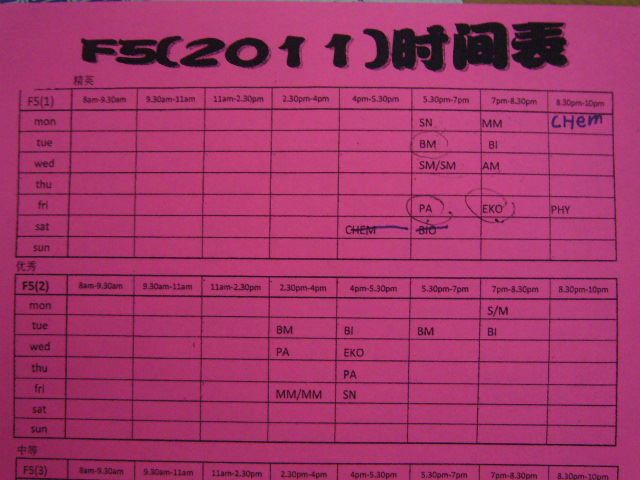 F5(2011)时间表
精英
F5(1) 8am-9.30am 9.30am-11am 11am-2.30pm 2.30pm-4pm 4pm-5.30pm 5.30pm-7pm 7pm-8.30pm 8.30pm-10pm
mon SN MM CHem
tue BM BI
wed SM/SM AM
thu
fri PA EKO PHY
sat CHEM BIO
sun
优秀
F5(2) 8am-9.30am 9.30am-11am 11am-2.30pm 2.30pm-4pm 4pm-5.30pm 5.30pm-7pm 7pm-8.30pm 8.30pm-10pm
mon S/M
tue BM BI BM BI
wed PA EKO
thu PA
fri MM/MM SN
sat
sun
中等
F5(3) 8am-9.30am 9.30am-11am 11am-2.30pm 2.30pm-4pm 4pm-5.30pm 5.30pm-7pm 7pm-8.30pm 8.30pm-10pm